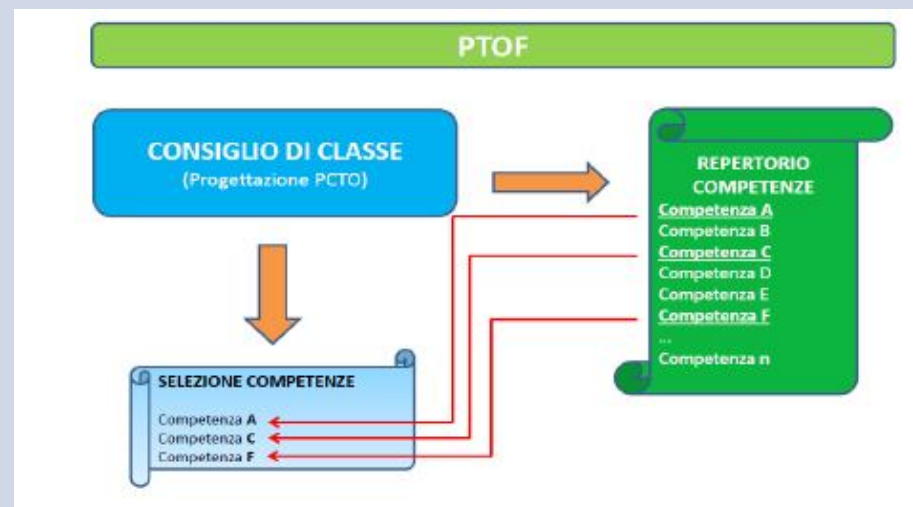 PTOF
CONSIGLIO DI CLASSE
(Progettazione PCTO)
REPERTORIO
COMPETENZE
Competenza A
Competenza B
Competenza C
Competenza D
Competenza E
Competenza F
...
Competenza n
SELEZIONE COMPETENZE
Competenza A
Competenza C
Competenza F